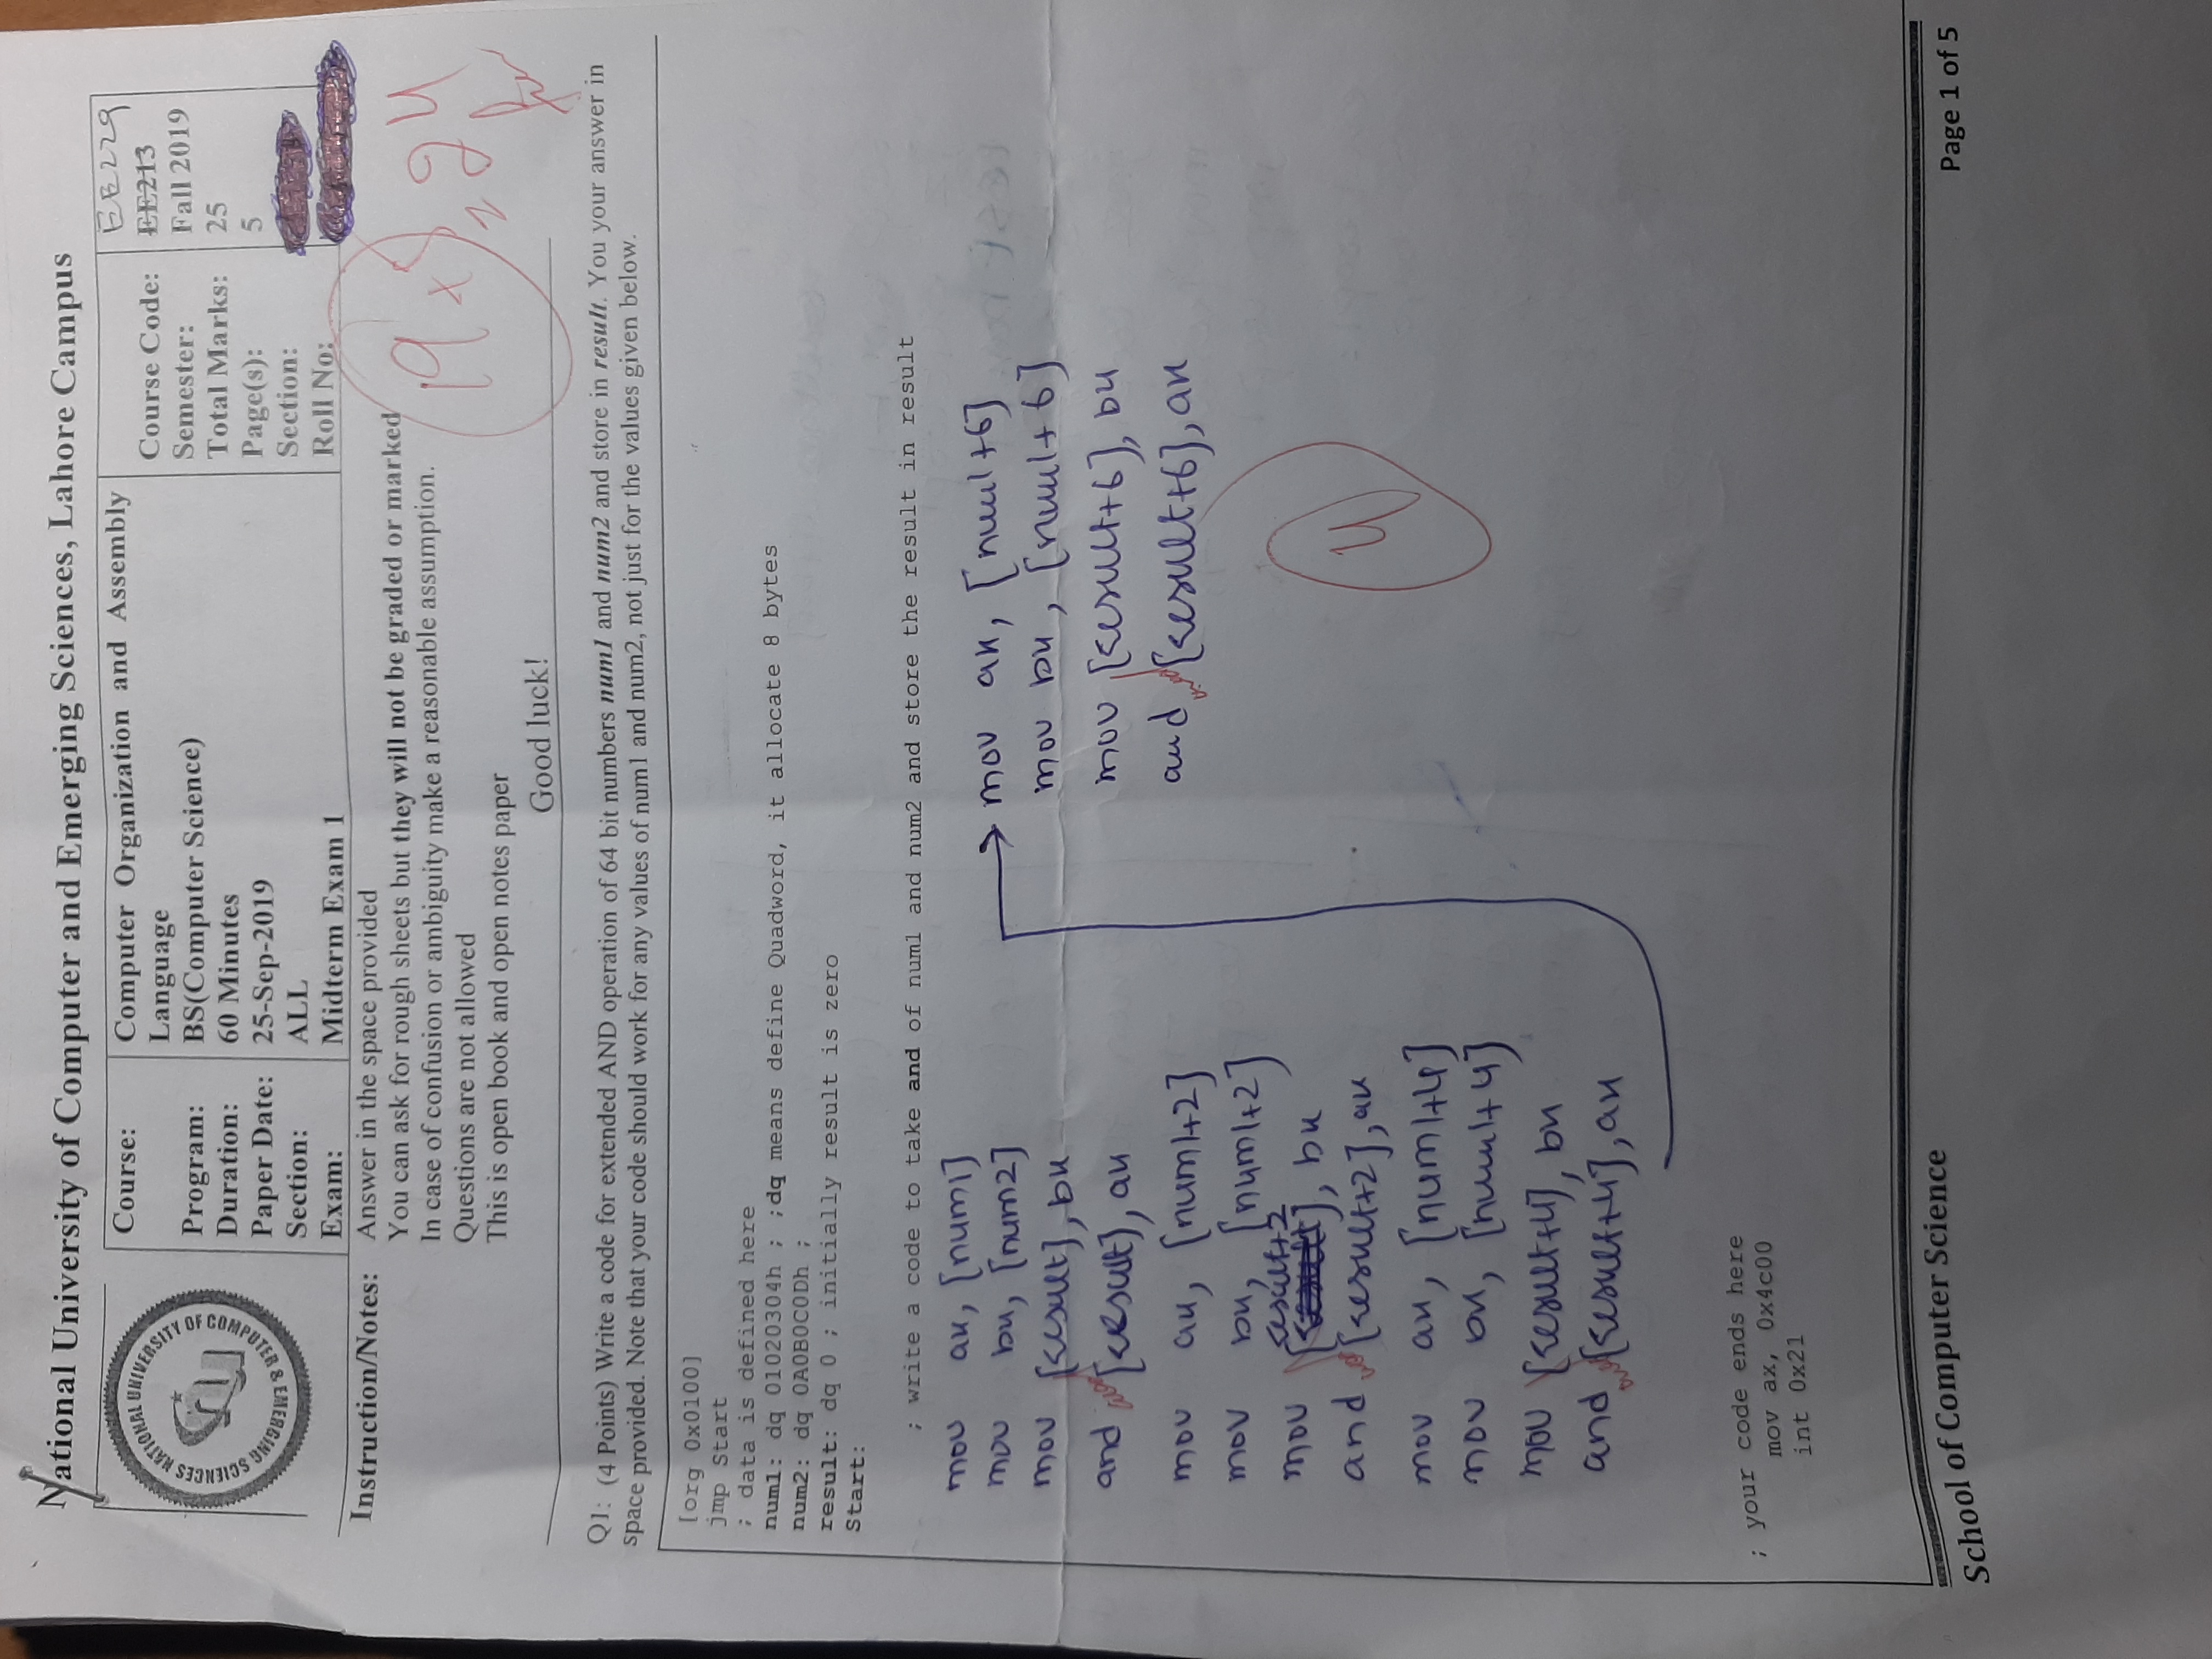 National University of Computer and Emerging Sciences, Lahore Campus
NATIONAL UNIVERSITY OF COMPUTER & EMERGING SCIENCES
Course: Computer Organization and Assembly Language
Program: BS(Computer Science)
Duration: 60 Minutes
Paper Date: 25-Sep-2019
Section: ALL
Exam: Midterm Exam 1
EE229
Course Code: EE213
Semester: Fall 2019
Total Marks: 25
Page(s): 5
Section:
Roll No:
Instruction/Notes: Answer in the space provided
You can ask for rough sheets but they will not be graded or marked
In case of confusion or ambiguity make a reasonable assumption.
Questions are not allowed
This is open book and open notes paper
Good luck!
19
24
Q1: (4 Points) Write a code for extended AND operation of 64 bit numbers num1 and num2 and store in result. You your answer in
space provided. Note that your code should work for any values of num1 and num2, not just for the values given below.
[org 0x0100]
jmp Start
; data is defined here
num1: dq 01020304h ; ;dq means define Quadword, it allocate 8 bytes
num2: dq 0A0B0C0Dh ;
result: dq 0 ; initially result is zero
Start:
; write a code to take and of num1 and num2 and store the result in result
mov ax, [num1]
mov bx, [num2]
mov [result], bx
and [result], ax
mov ax, [num1+2]
mov bx, [num1+2]
mov [result+2], bx
and [result+2], ax
mov ax, [num1+4]
mov bx, [num1+4]
mov [result+4], bx
and [result+4], ax
mov ax, [num1+6]
mov bx, [num1+6]
mov [result+6], bx
and [result+6], ax
4
; your code ends here
mov ax, 0x4c00
int 0x21
School of Computer Science
Page 1 of 5